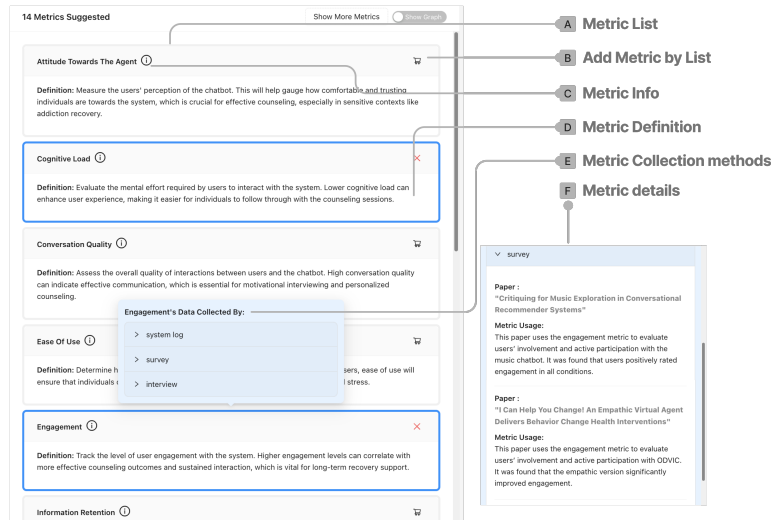 14 Metrics Suggested
Show More Metrics
Show Graph
A Metric List
Attitude Towards The Agent
B Add Metric by List
Definition: Measure the users' perception of the chatbot. This will help gauge how comfortable and trusting
individuals are towards the system, which is crucial for effective counseling, especially in sensitive contexts like
addiction recovery.
C Metric Info
D Metric Definition
Cognitive Load
E Metric Collection methods
Definition: Evaluate the mental effort required by users to interact with the system. Lower cognitive load can
enhance user experience, making it easier for individuals to follow through with the counseling sessions.
F Metric details
Conversation Quality
Definition: Assess the overall quality of interactions between users and the chatbot. High conversation quality
can indicate effective communication, which is essential for motivational interviewing and personalized
counseling.
Engagement's Data Collected By:
system log
survey
interview
Ease Of Use
Definition: Determine h
sers, ease of use will
ensure that individuals
stress.
Engagement
Definition: Track the level of user engagement with the system. Higher engagement levels can correlate with
more effective counseling outcomes and sustained interaction, which is vital for long-term recovery support.
Information Retention
survey
Paper :
"Critiquing for Music Exploration in Conversational
Recommender Systems"
Metric Usage:
This paper uses the engagement metric to evaluate
users' involvement and active participation with the
music chatbot. It was found that users positively rated
engagement in all conditions.
Paper :
"I Can Help You Change! An Empathic Virtual Agent
Delivers Behavior Change Health Interventions"
Metric Usage:
This paper uses the engagement metric to evaluate
users' involvement and active participation with ODVIC.
It was found that the empathic version significantly
improved engagement.